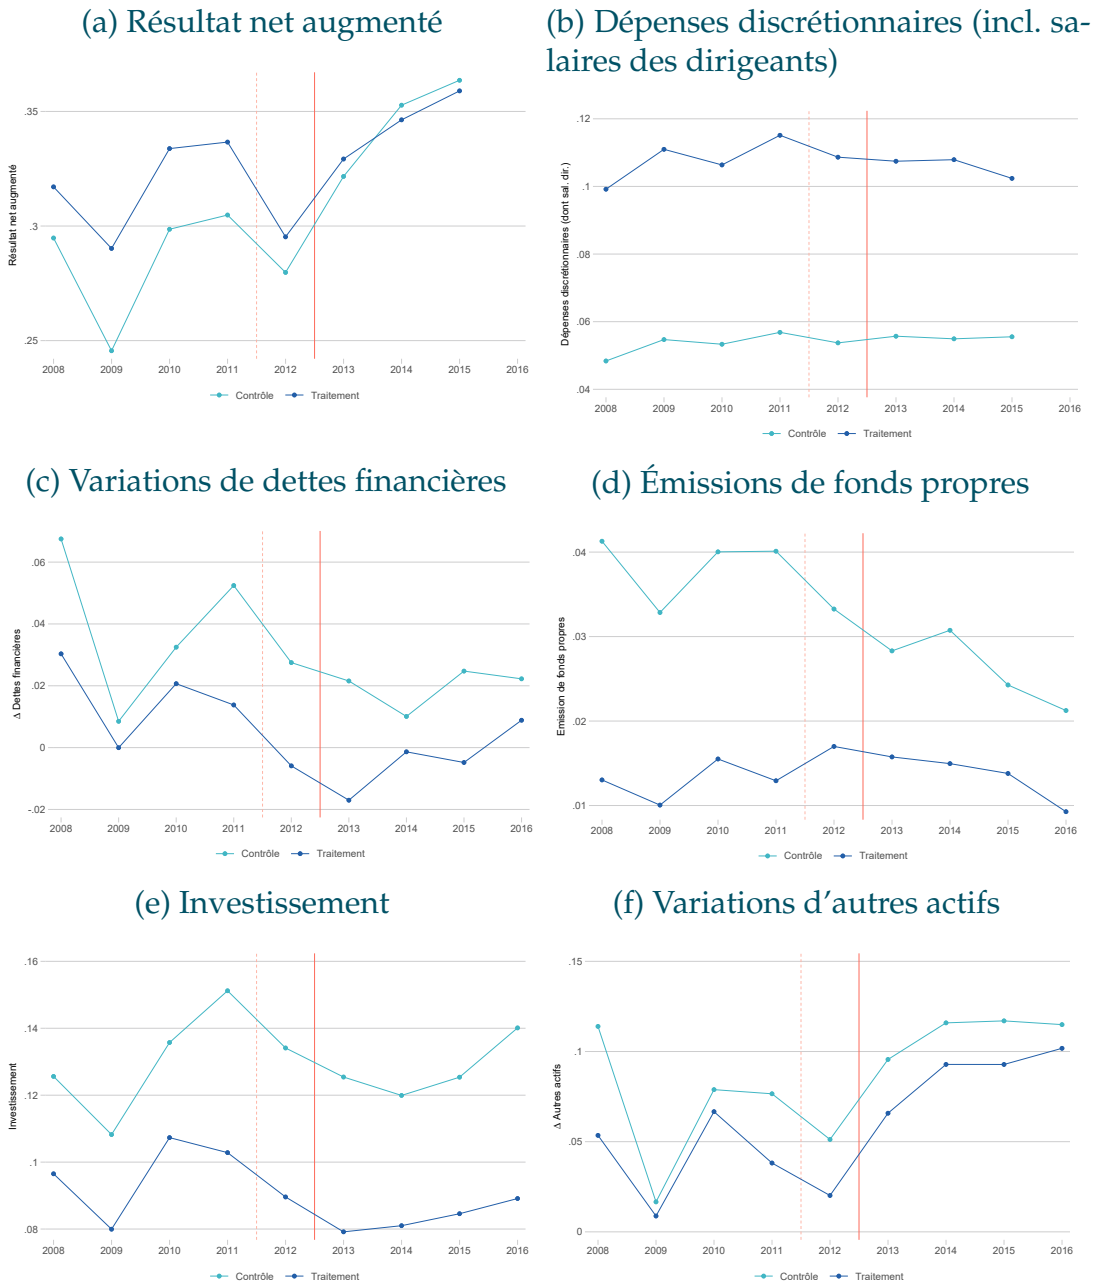 (a) Résultat net augmenté
(b) Dépenses discrétionnaires (incl. sa-
laires des dirigeants)
Résultat net augmenté
.35
.3
.25
2008 2009 2010 2011 2012 2013 2014 2015 2016
Contrôle Traitement
Dépenses discrétionnaires (dont sal. dir.)
.12
.1
.08
.06
.04
2008 2009 2010 2011 2012 2013 2014 2015 2016
Contrôle Traitement
(c) Variations de dettes financières
(d) Émissions de fonds propres
Δ Dettes financières
.06
.04
.02
0
-.02
2008 2009 2010 2011 2012 2013 2014 2015 2016
Contrôle Traitement
Emission de fonds propres
.04
.03
.02
.01
2008 2009 2010 2011 2012 2013 2014 2015 2016
Contrôle Traitement
(e) Investissement
(f) Variations d'autres actifs
Investissement
.16
.14
.12
.1
.08
2008 2009 2010 2011 2012 2013 2014 2015 2016
Contrôle Traitement
Δ Autres actifs
.15
.1
.05
0
2008 2009 2010 2011 2012 2013 2014 2015 2016
Contrôle Traitement